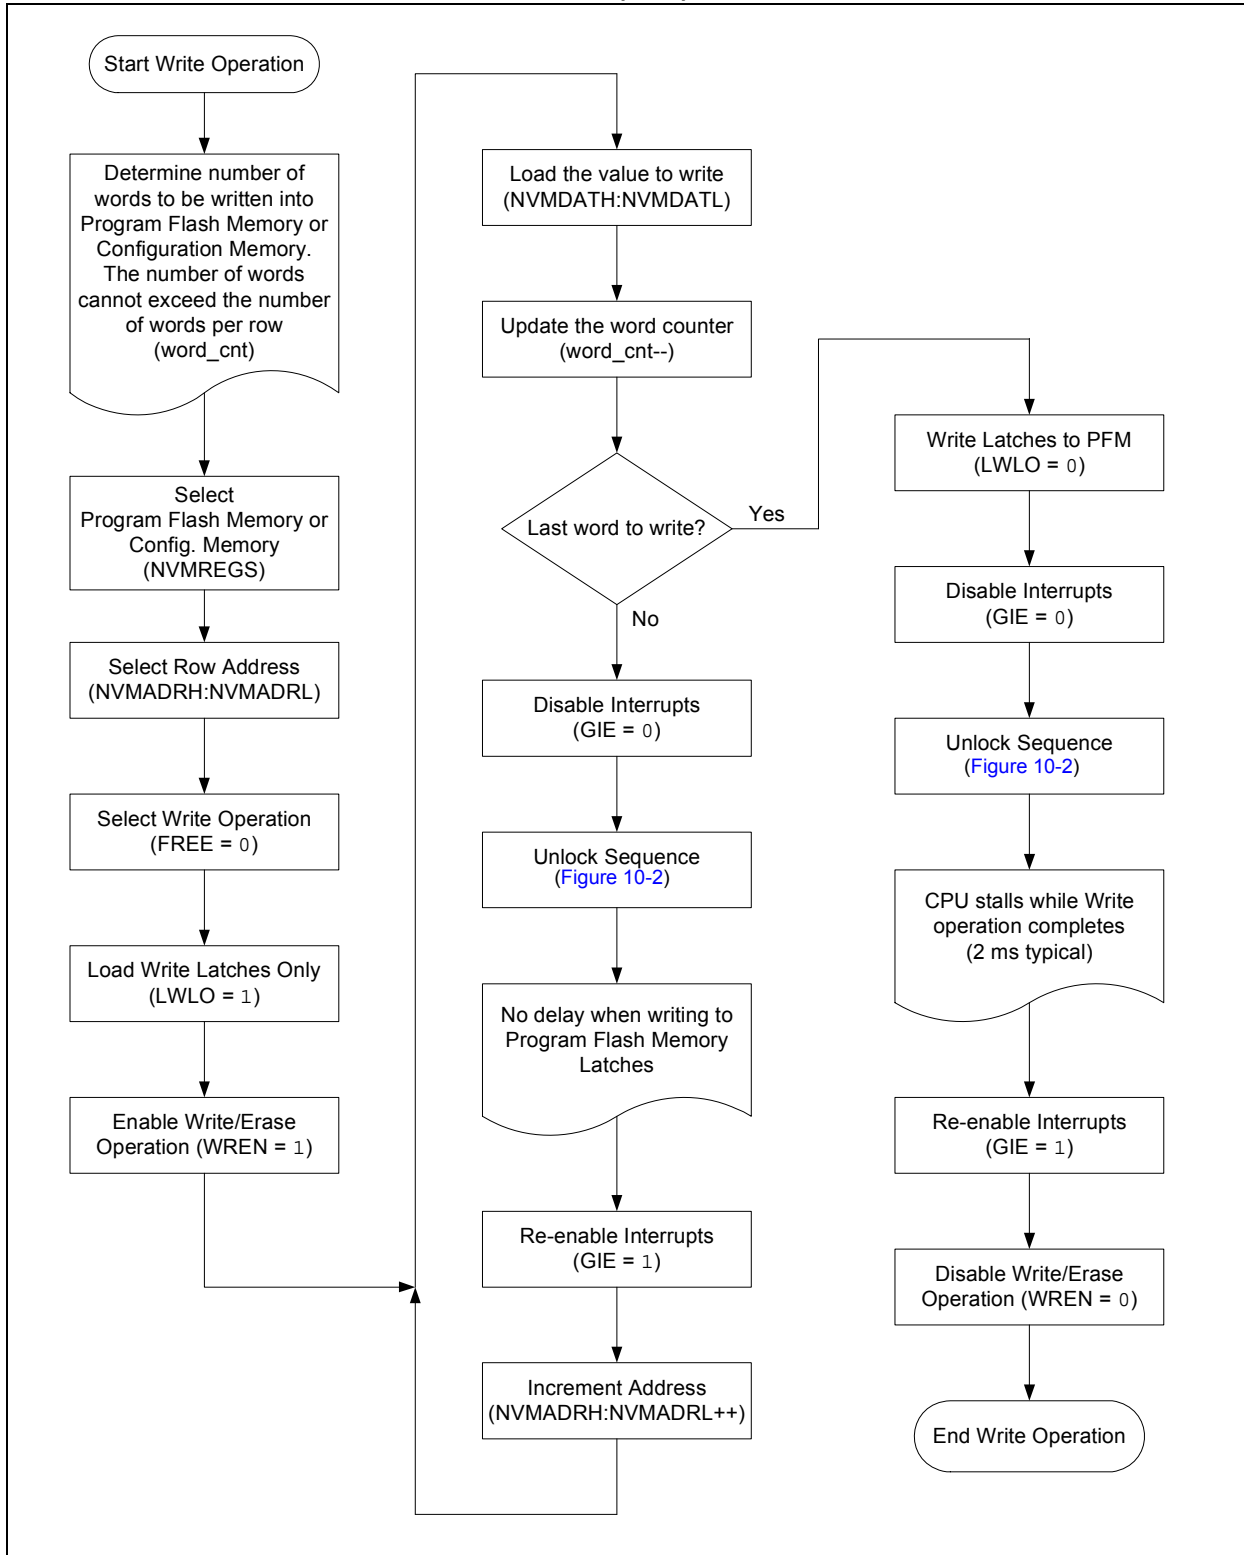 Start Write Operation
Determine number of
words to be written into
Program Flash Memory or
Configuration Memory.
The number of words
cannot exceed the number
of words per row
(word_cnt)
Select
Program Flash Memory or
Config. Memory
(NVMREGS)
Select Row Address
(NVMADRH:NVMADRL)
Select Write Operation
(FREE = 0)
Load Write Latches Only
(LWLO = 1)
Enable Write/Erase
Operation (WREN = 1)
Load the value to write
(NVMDATH:NVMDATL)
Update the word counter
(word_cnt--)
Last word to write?
Yes
No
Disable Interrupts
(GIE = 0)
Unlock Sequence
(Figure 10-2)
No delay when writing to
Program Flash Memory
Latches
Re-enable Interrupts
(GIE = 1)
Increment Address
(NVMADRH:NVMADRL++)
Write Latches to PFM
(LWLO = 0)
Disable Interrupts
(GIE = 0)
Unlock Sequence
(Figure 10-2)
CPU stalls while Write
operation completes
(2 ms typical)
Re-enable Interrupts
(GIE = 1)
Disable Write/Erase
Operation (WREN = 0)
End Write Operation